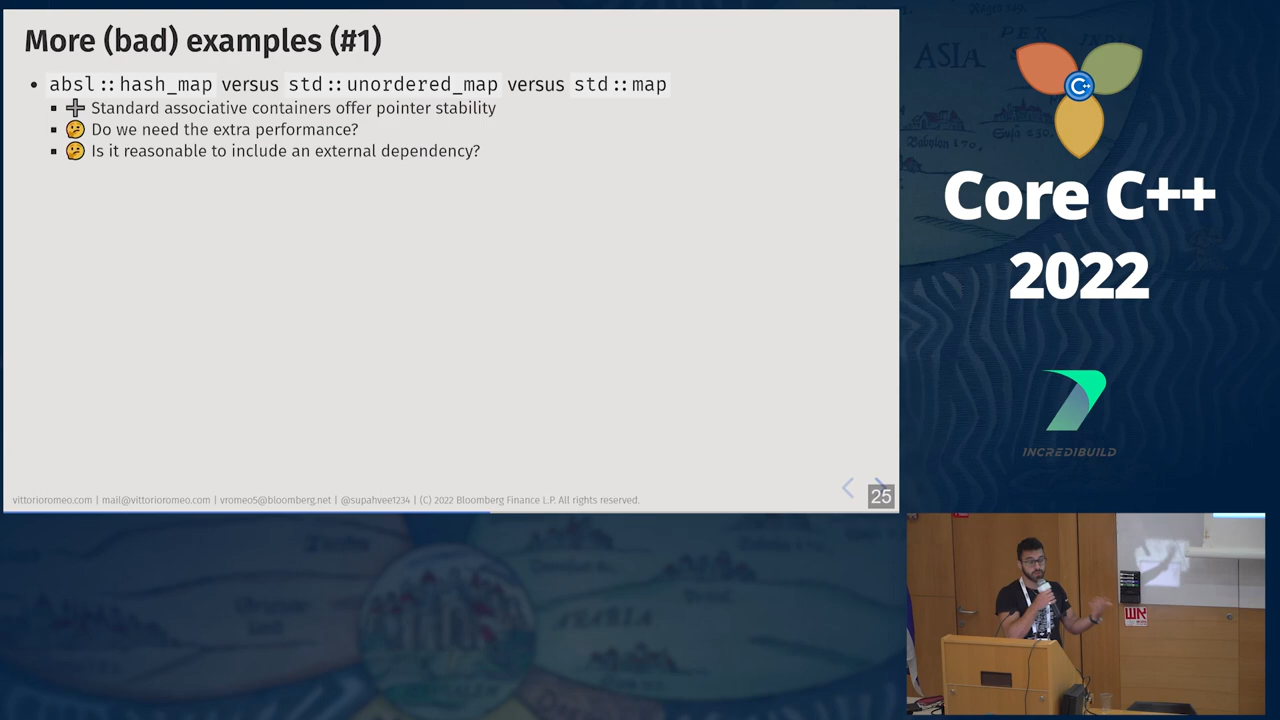 More (bad) examples (#1)
• absl::hash_map versus std::unordered_map versus std::map
▪ ➕ Standard associative containers offer pointer stability
▪ 🤔 Do we need the extra performance?
▪ 🤔 Is it reasonable to include an external dependency?
vittorioromeo.com | mail@vittorioromeo.com | vromeo5@bloomberg.net | @supahvee1234 | (C) 2022 Bloomberg Finance L.P. All rights reserved.
25
C++
Core C++
2022
INCREDIBUILD
ASIA
ARABIA